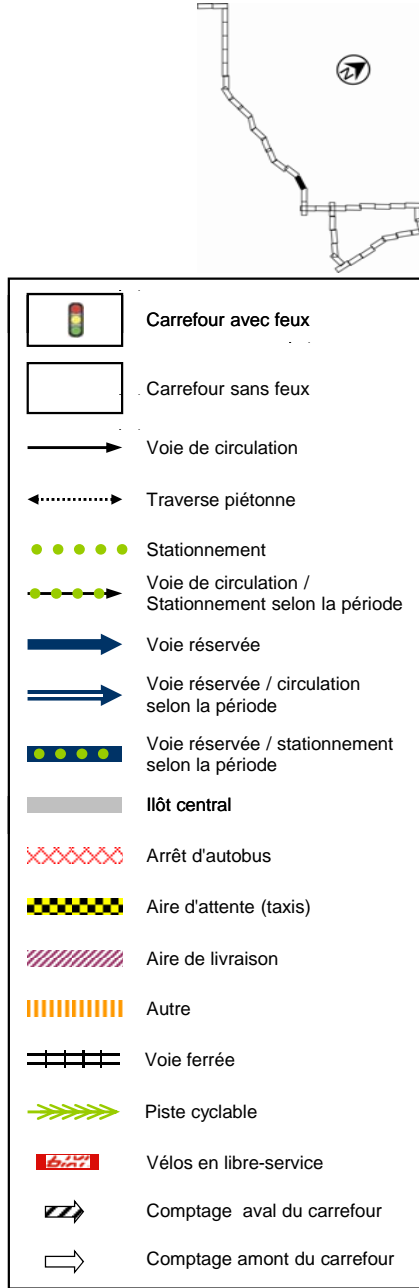 N
Carrefour avec feux
Carrefour sans feux
Voie de circulation
Traverse piétonne
Stationnement
Voie de circulation /
Stationnement selon la période
Voie réservée
Voie réservée / circulation
selon la période
Voie réservée / stationnement
selon la période
Ilôt central
Arrêt d'autobus
Aire d'attente (taxis)
Aire de livraison
Autre
Voie ferrée
Piste cyclable
Vélos en libre-service
Comptage aval du carrefour
Comptage amont du carrefour